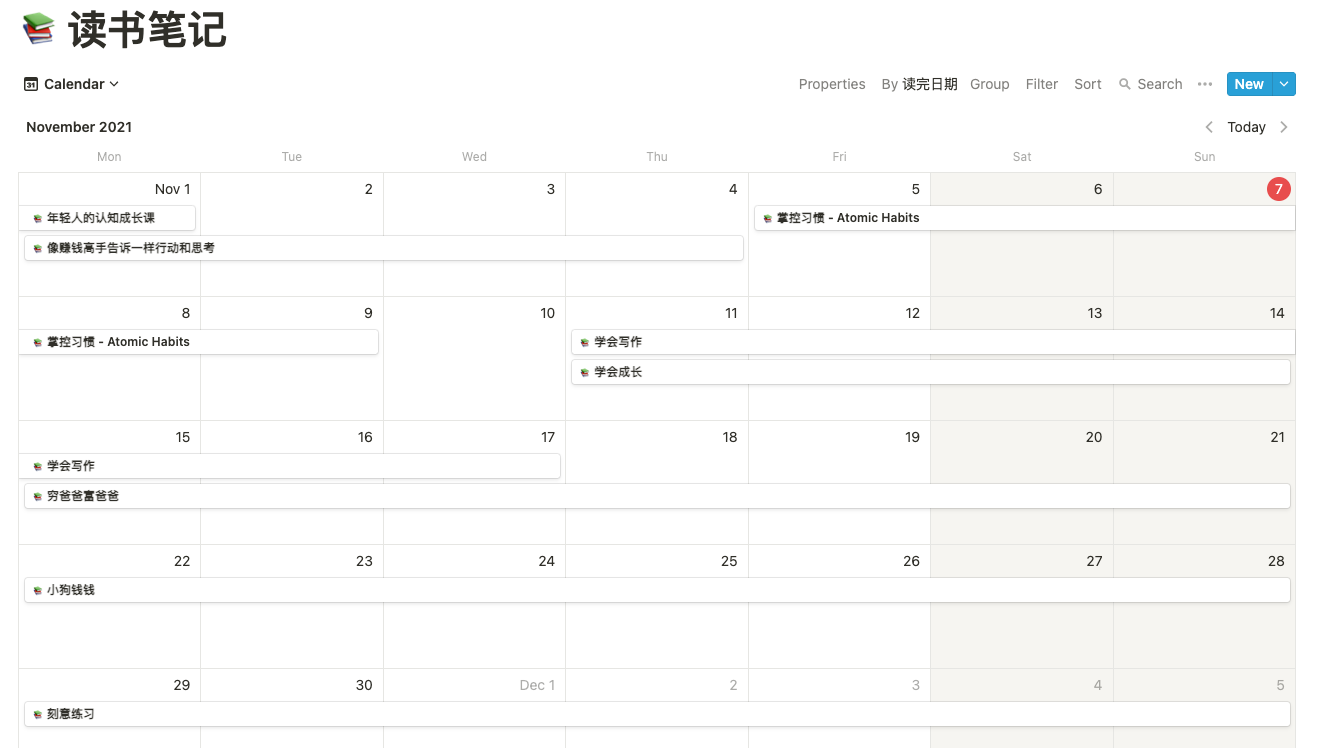 读书笔记
Calendar Properties By 读完日期 Group Filter Sort Search ··· New
November 2021 Today
Mon Tue Wed Thu Fri Sat Sun
Nov 1 2 3 4 5 6 7
年轻人的认知成长课 掌控习惯 - Atomic Habits
像赚钱高手告诉一样行动和思考
8 9 10 11 12 13 14
掌控习惯 - Atomic Habits 学会写作
学会成长
15 16 17 18 19 20 21
学会写作
穷爸爸富爸爸
22 23 24 25 26 27 28
小狗钱钱
29 30 Dec 1 2 3 4 5
刻意练习